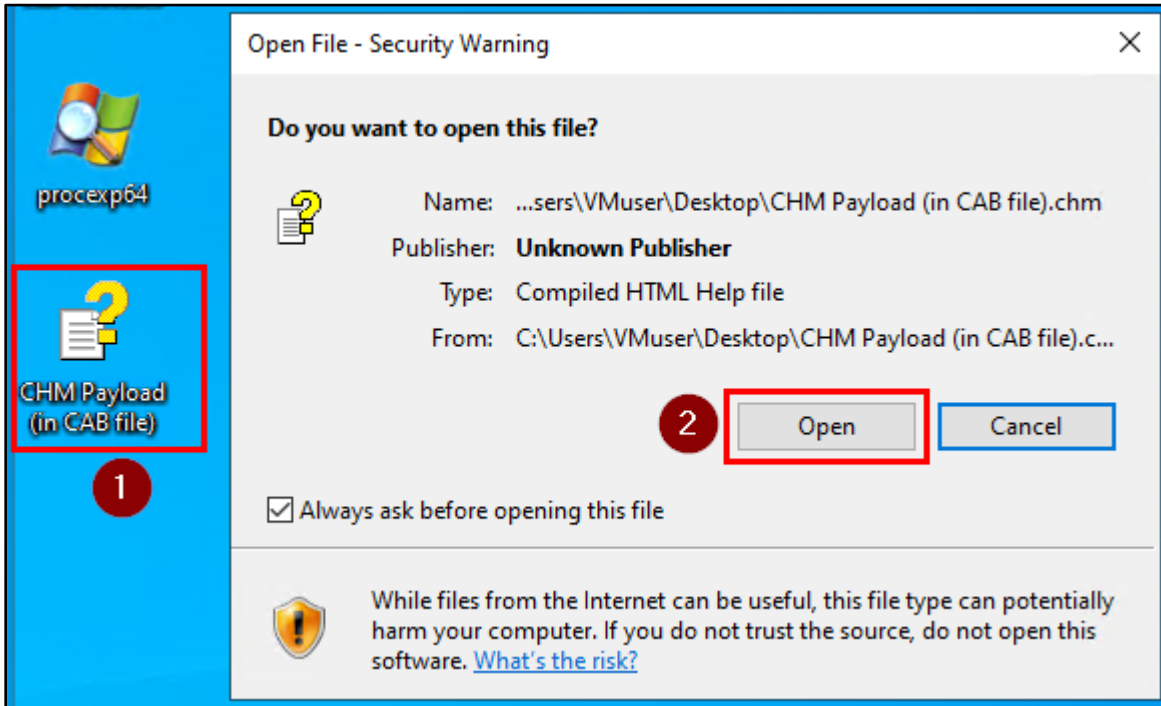 Open File - Security Warning
Do you want to open this file?
procexp64
Name: ...sers\VMuser\Desktop\CHM Payload (in CAB file).chm
Publisher: Unknown Publisher
Type: Compiled HTML Help file
From: C:\Users\VMuser\Desktop\CHM Payload (in CAB file).c...
CHM Payload
(in CAB file)
1
2
Open
Cancel
Always ask before opening this file
While files from the Internet can be useful, this file type can potentially
harm your computer. If you do not trust the source, do not open this
software. What's the risk?